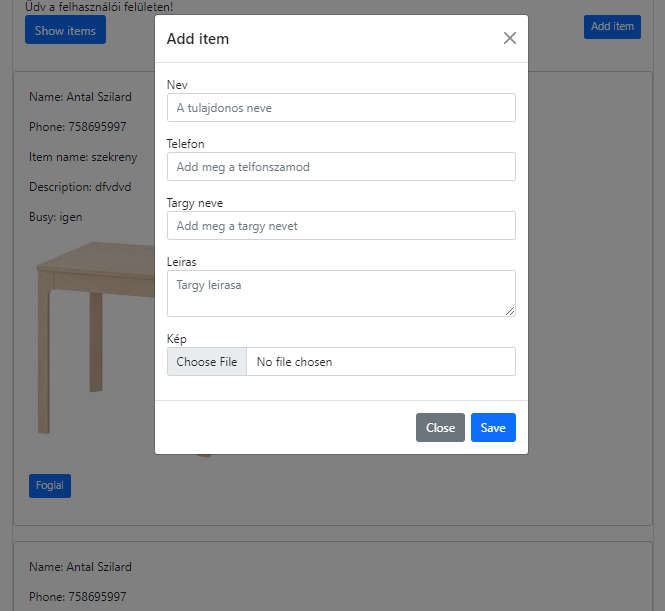 Üdv a felhasználói felületen!
Show items
Add item
Add item
Nev
A tulajdonos neve
Telefon
Add meg a telfonszamod
Targy neve
Add meg a targy nevet
Leiras
Targy leirasa
Kép
Choose File No file chosen
Close Save
Name: Antal Szilard
Phone: 758695997
Item name: szekreny
Description: dfvdvd
Busy: igen
Foglal
Name: Antal Szilard
Phone: 758695997